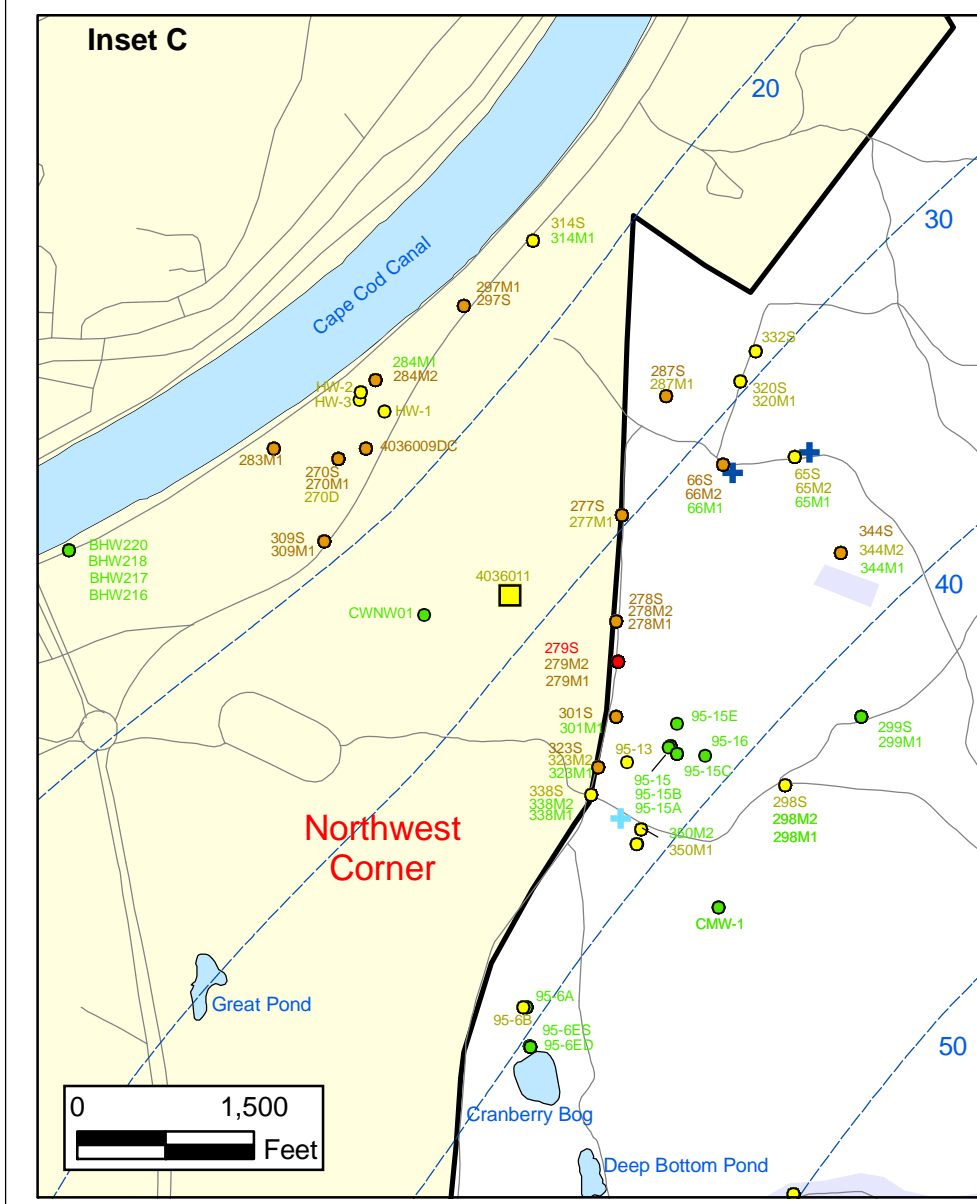 Inset C
20
30
314S
314M1
297M1
297S
Cape Cod Canal
332S
284M1
284M2
287S
287M1
320S
320M1
HW-2
HW-3
HW-1
4036009DC
283M1
270S
270M1
270D
66S
66M2
66M1
65S
65M2
65M1
277S
277M1
309S
309M1
344S
344M2
344M1
BHW220
BHW218
BHW217
BHW216
4036011
40
CWNW01
278S
278M2
278M1
279S
279M2
279M1
301S
301M1
95-15E
299S
299M1
323S
323M2
323M1
95-13
95-16
95-15C
95-15
95-15B
95-15A
338S
338M2
338M1
298S
298M2
298M1
350M2
350M1
Northwest
Corner
CMW-1
Great Pond
95-6A
95-6B
95-6ES
95-6ED
50
0 1,500
Feet
Cranberry Bog
Deep Bottom Pond